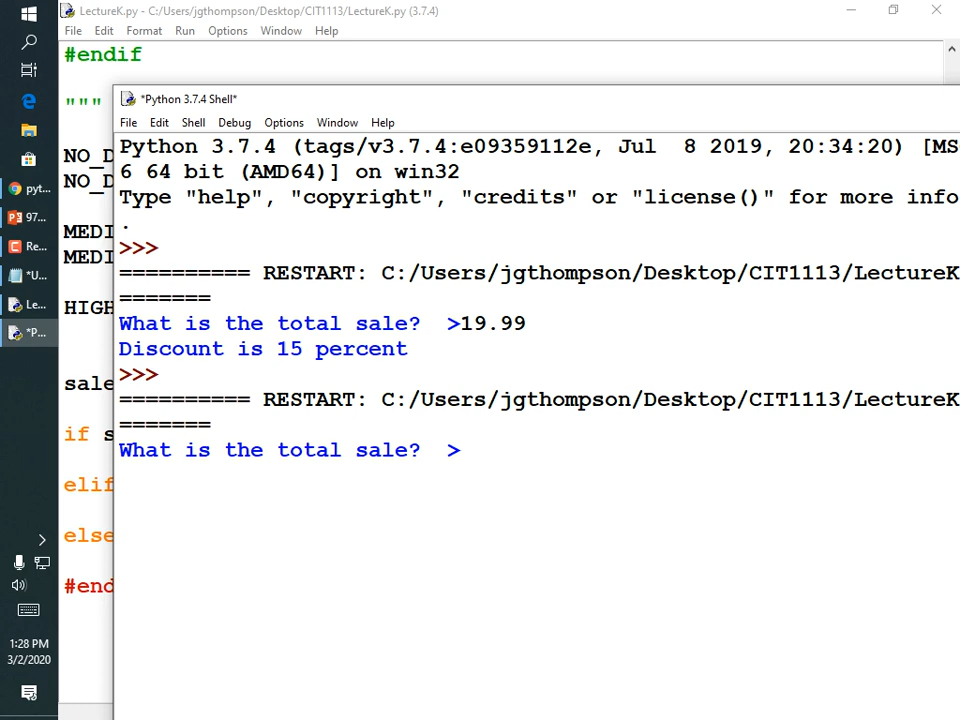 LectureK.py - C:/Users/jgthompson/Desktop/CIT1113/LectureK.py (3.7.4)
File Edit Format Run Options Window Help
#endif
"""
NO_D
NO_D
MEDI
MEDI
HIGH
sale
if s
elif
else
#end
*Python 3.7.4 Shell*
File Edit Shell Debug Options Window Help
Python 3.7.4 (tags/v3.7.4:e09359112e, Jul  8 2019, 20:34:20) [MS
6 64 bit (AMD64)] on win32
Type "help", "copyright", "credits" or "license()" for more info
.
>>>
========== RESTART: C:/Users/jgthompson/Desktop/CIT1113/LectureK
=======
What is the total sale?  >19.99
Discount is 15 percent
>>>
========== RESTART: C:/Users/jgthompson/Desktop/CIT1113/LectureK
=======
What is the total sale?  >
pyt...
97...
Re...
*U...
Le...
*P...
1:28 PM
3/2/2020